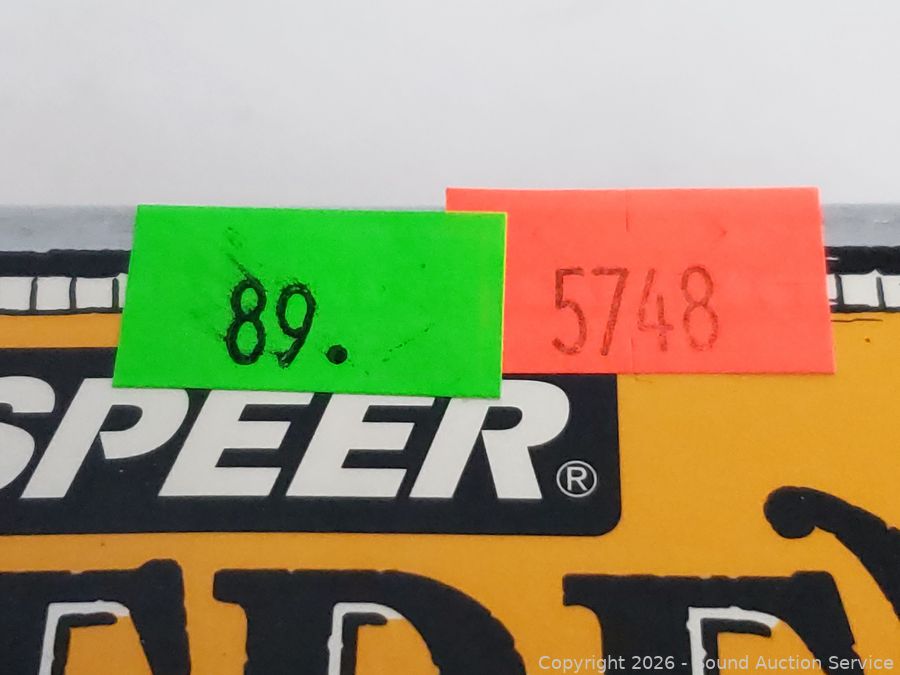 89.
5748
SPEER®
Copyright 2026 - Sound Auction Service